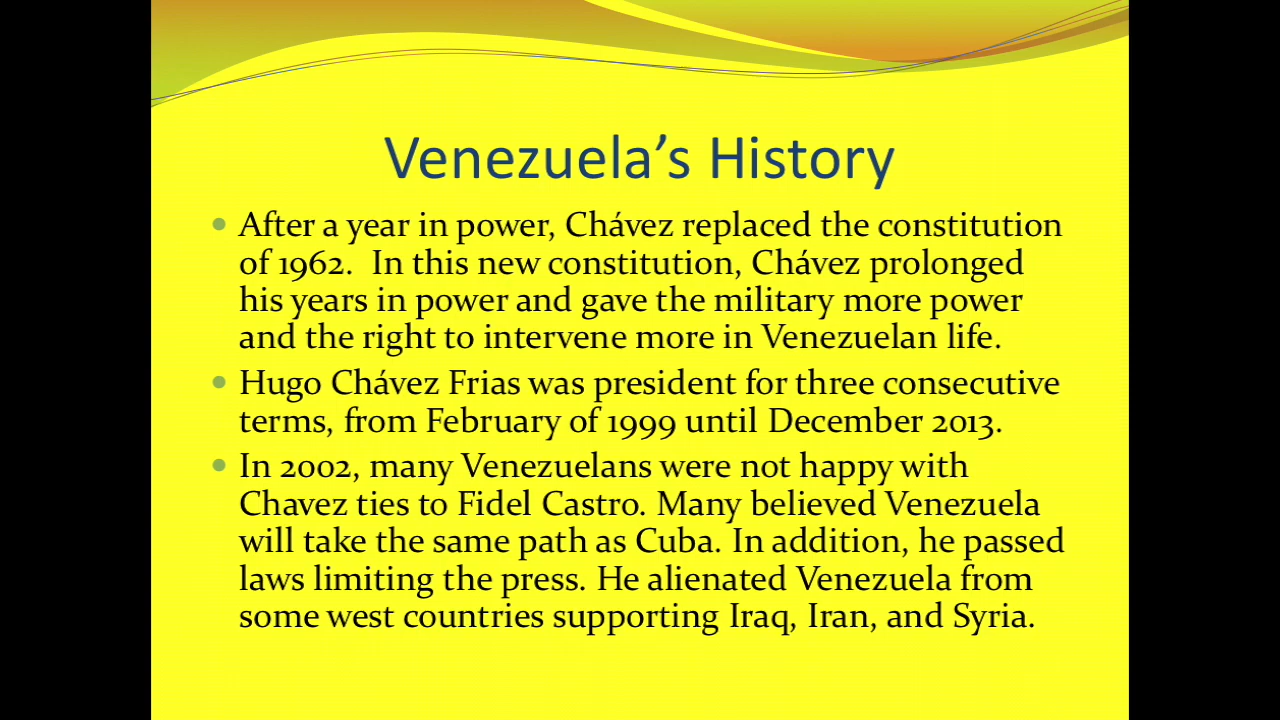 Venezuela’s History
After a year in power, Chávez replaced the constitution
of 1962.  In this new constitution, Chávez prolonged
his years in power and gave the military more power
and the right to intervene more in Venezuelan life.
Hugo Chávez Frias was president for three consecutive
terms, from February of 1999 until December 2013.
In 2002, many Venezuelans were not happy with
Chavez ties to Fidel Castro. Many believed Venezuela
will take the same path as Cuba. In addition, he passed
laws limiting the press. He alienated Venezuela from
some west countries supporting Iraq, Iran, and Syria.